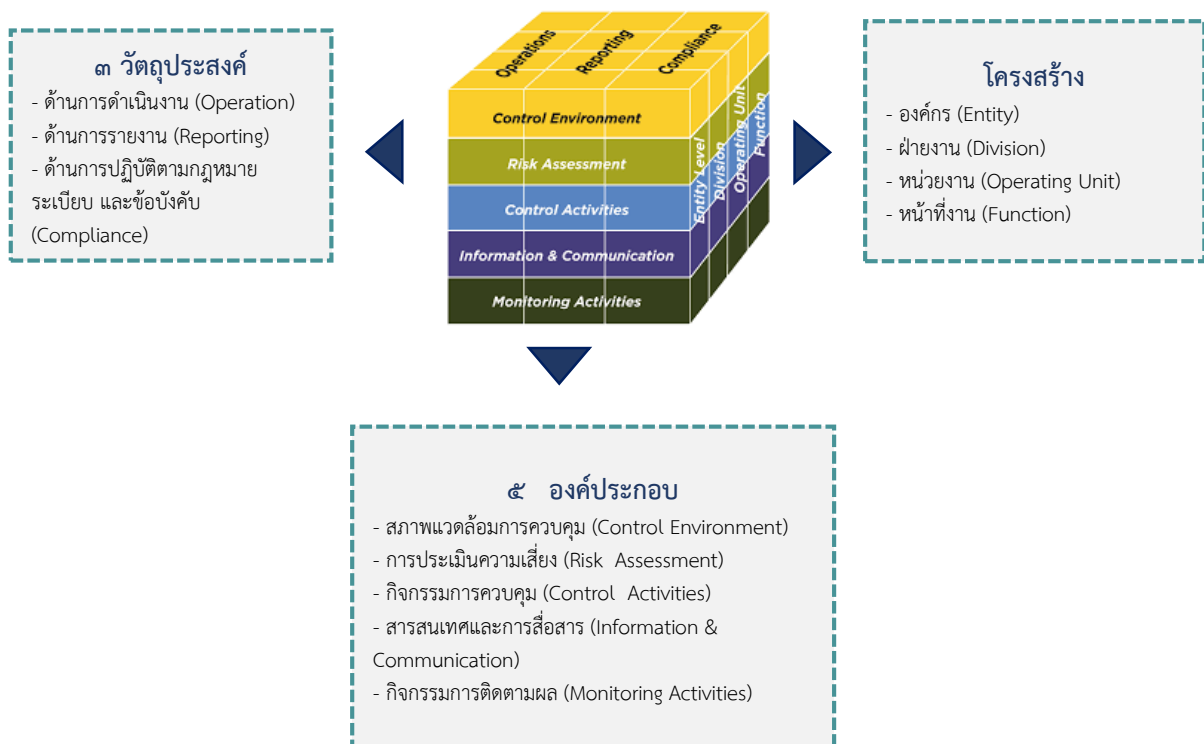 ๓ วัตถุประสงค์
- ด้านการดำเนินงาน (Operation)
- ด้านการรายงาน (Reporting)
- ด้านการปฏิบัติตามกฎหมาย
ระเบียบ และข้อบังคับ
(Compliance)
Operations
Reporting
Compliance
Control Environment
Risk Assessment
Control Activities
Information & Communication
Monitoring Activities
Entity Level
Division
Operating Unit
Function
โครงสร้าง
- องค์กร (Entity)
- ฝ่ายงาน (Division)
- หน่วยงาน (Operating Unit)
- หน้าที่งาน (Function)
๕ องค์ประกอบ
- สภาพแวดล้อมการควบคุม (Control Environment)
- การประเมินความเสี่ยง (Risk Assessment)
- กิจกรรมการควบคุม (Control Activities)
- สารสนเทศและการสื่อสาร (Information &
Communication)
- กิจกรรมการติดตามผล (Monitoring Activities)